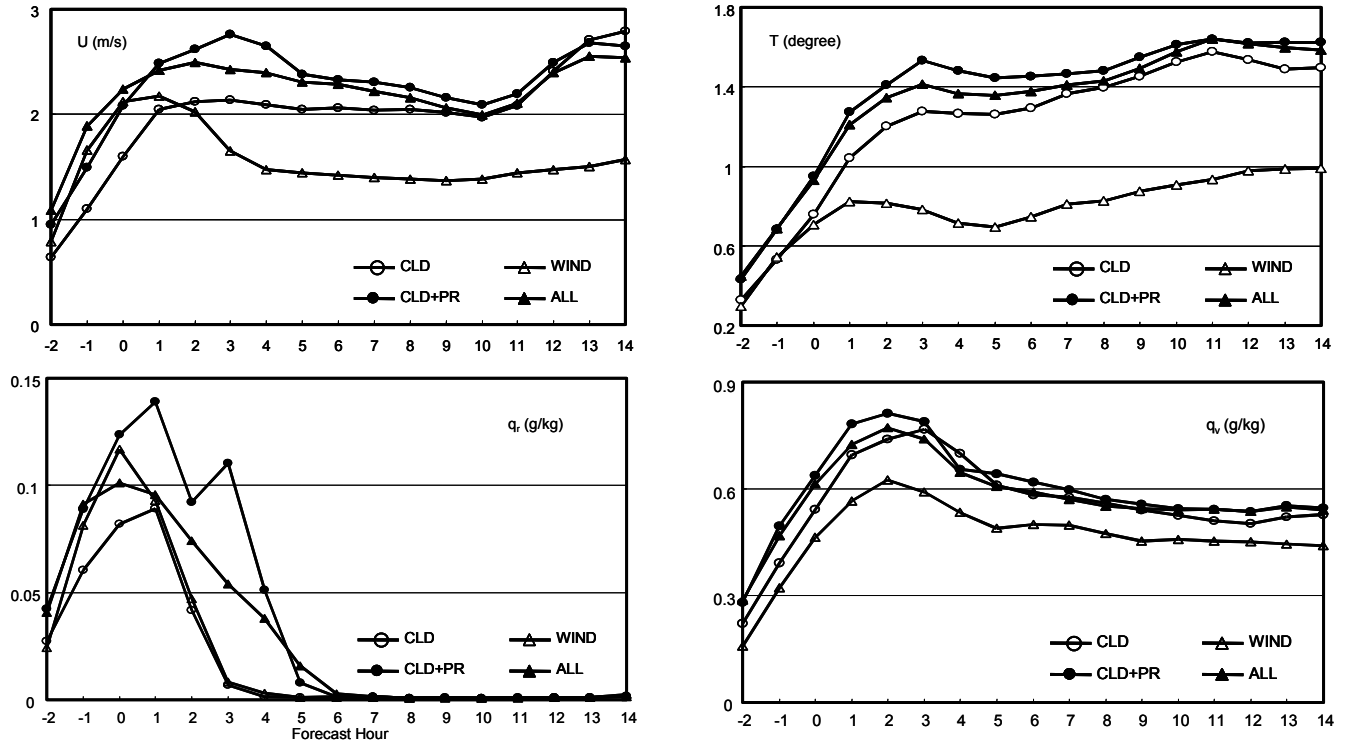 3
U (m/s)
2
1
0
CLD
WIND
CLD+PR
ALL
-2 -1 0 1 2 3 4 5 6 7 8 9 10 11 12 13 14
1.8
T (degree)
1.4
1
0.6
0.2
CLD
WIND
CLD+PR
ALL
-2 -1 0 1 2 3 4 5 6 7 8 9 10 11 12 13 14
0.15
qr (g/kg)
0.1
0.05
0
CLD
WIND
CLD+PR
ALL
-2 -1 0 1 2 3 4 5 6 7 8 9 10 11 12 13 14
Forecast Hour
0.9
qv (g/kg)
0.6
0.3
0
CLD
WIND
CLD+PR
ALL
-2 -1 0 1 2 3 4 5 6 7 8 9 10 11 12 13 14